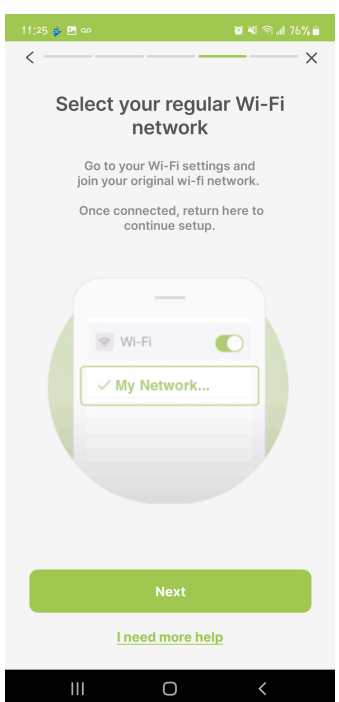 11:25
76%
Select your regular Wi-Fi
network
Go to your Wi-Fi settings and
join your original wi-fi network.
Once connected, return here to
continue setup.
Wi-Fi
My Network...
Next
I need more help